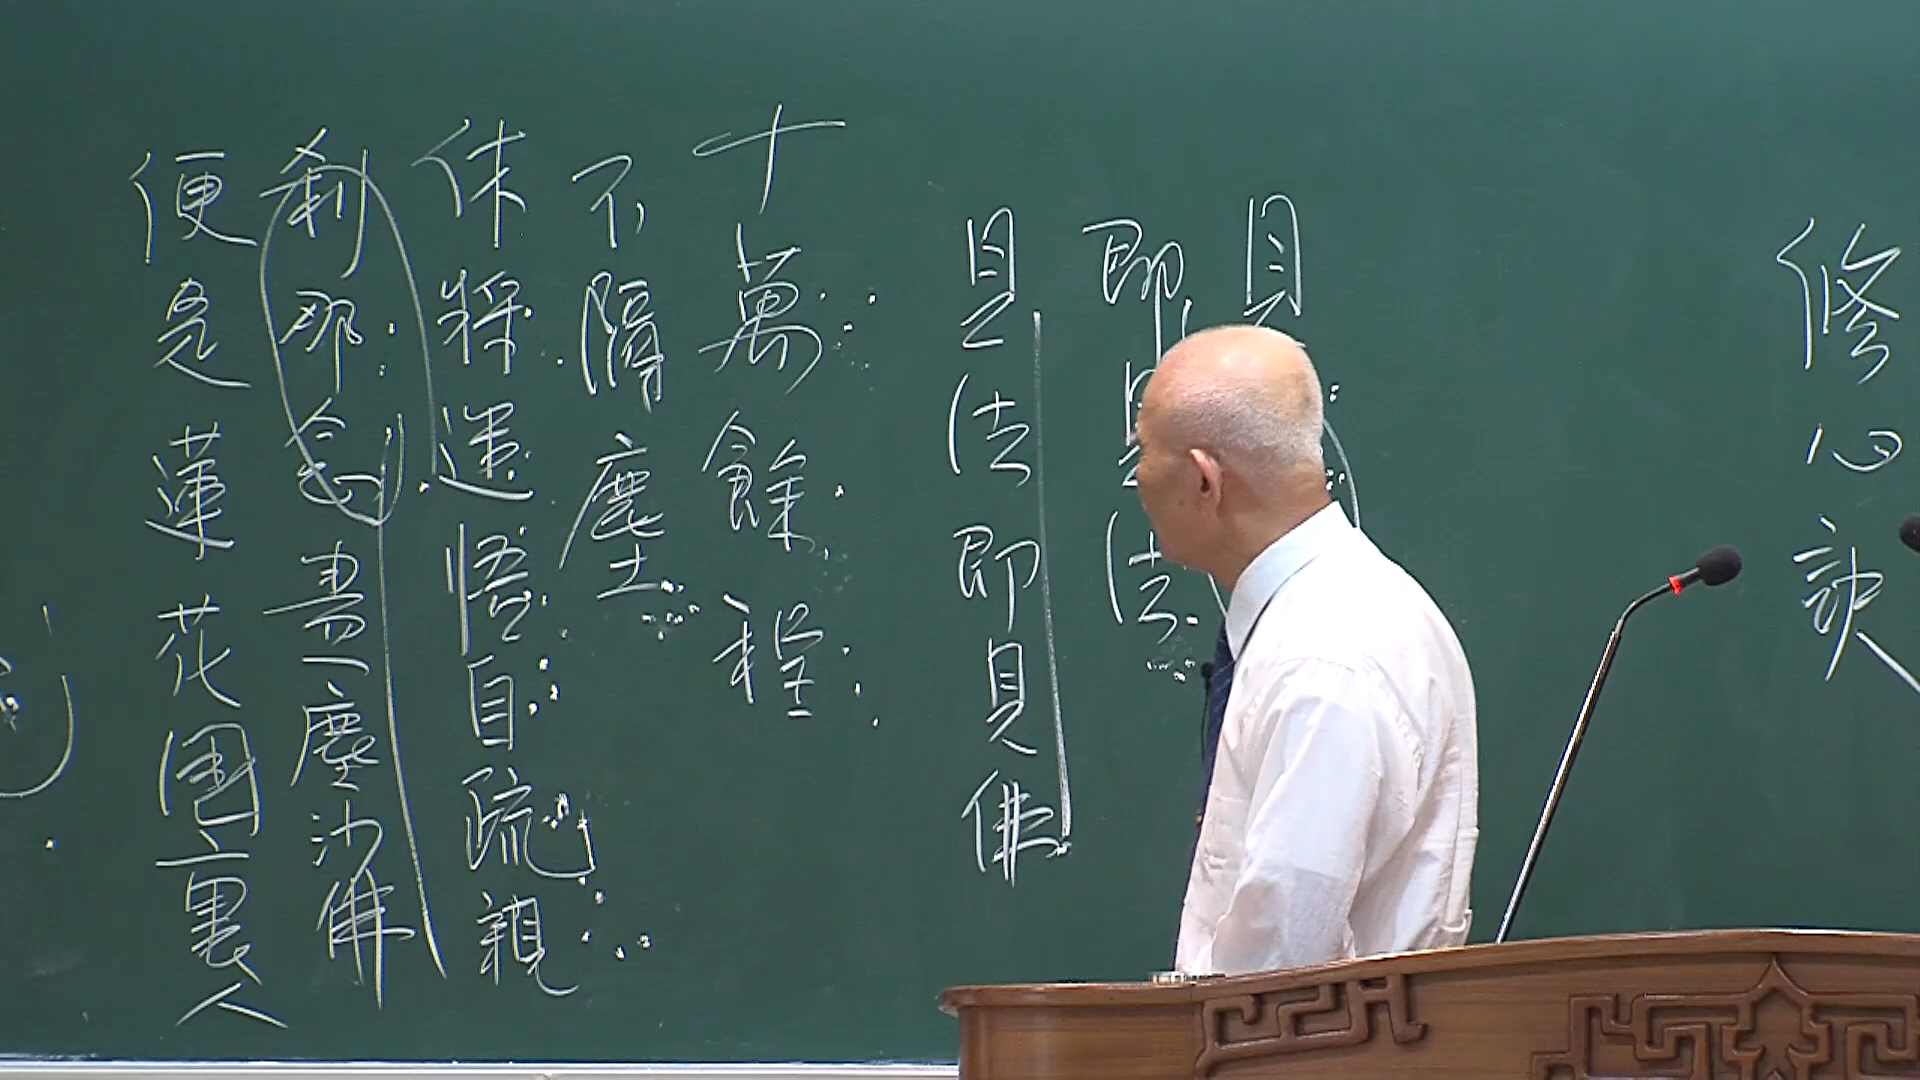 修心訣
見
即法
見法即見佛
十萬餘程
不隔塵
休將迷悟自疏親
剎那念盡塵沙佛
便是蓮花國裏人